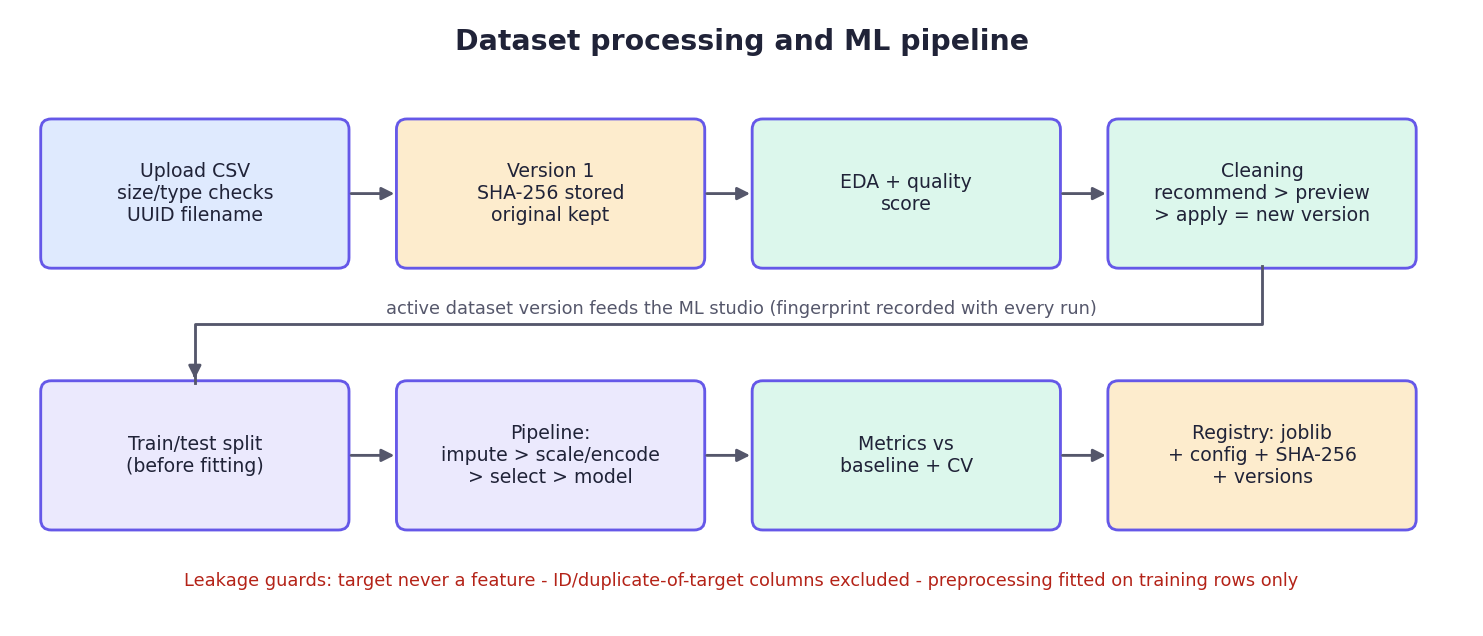 Dataset processing and ML pipeline
Upload CSV
size/type checks
UUID filename
Version 1
SHA-256 stored
original kept
EDA + quality
score
Cleaning
recommend > preview
> apply = new version
active dataset version feeds the ML studio (fingerprint recorded with every run)
Train/test split
(before fitting)
Pipeline:
impute > scale/encode
> select > model
Metrics vs
baseline + CV
Registry: joblib
+ config + SHA-256
+ versions
Leakage guards: target never a feature - ID/duplicate-of-target columns excluded - preprocessing fitted on training rows only